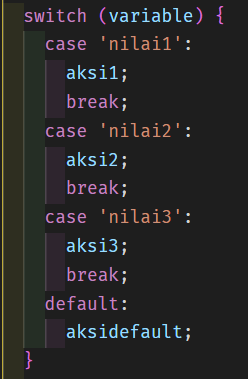 switch (variable) {
  case 'nilai1':
    aksi1;
    break;
  case 'nilai2':
    aksi2;
    break;
  case 'nilai3':
    aksi3;
    break;
  default:
    aksidefault;
}